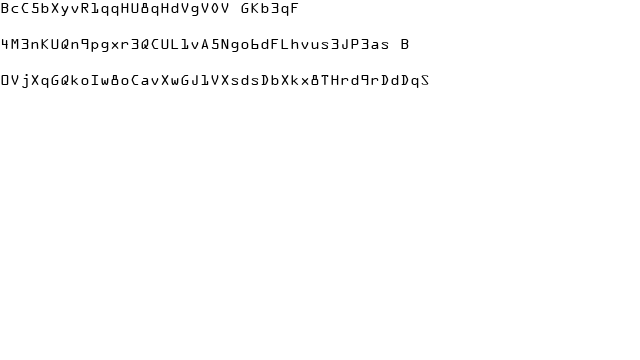 BcC5bXyvR1qqHU8qHdVgV0V GKb3qF
4M3nKUQn9pgxr3QCUL1vA5Ngo6dFLhvus3JP3as B
0VjXqGQkoIw8oCavXwGJ1VXsdsDbXkx8THrd9rDdDqS